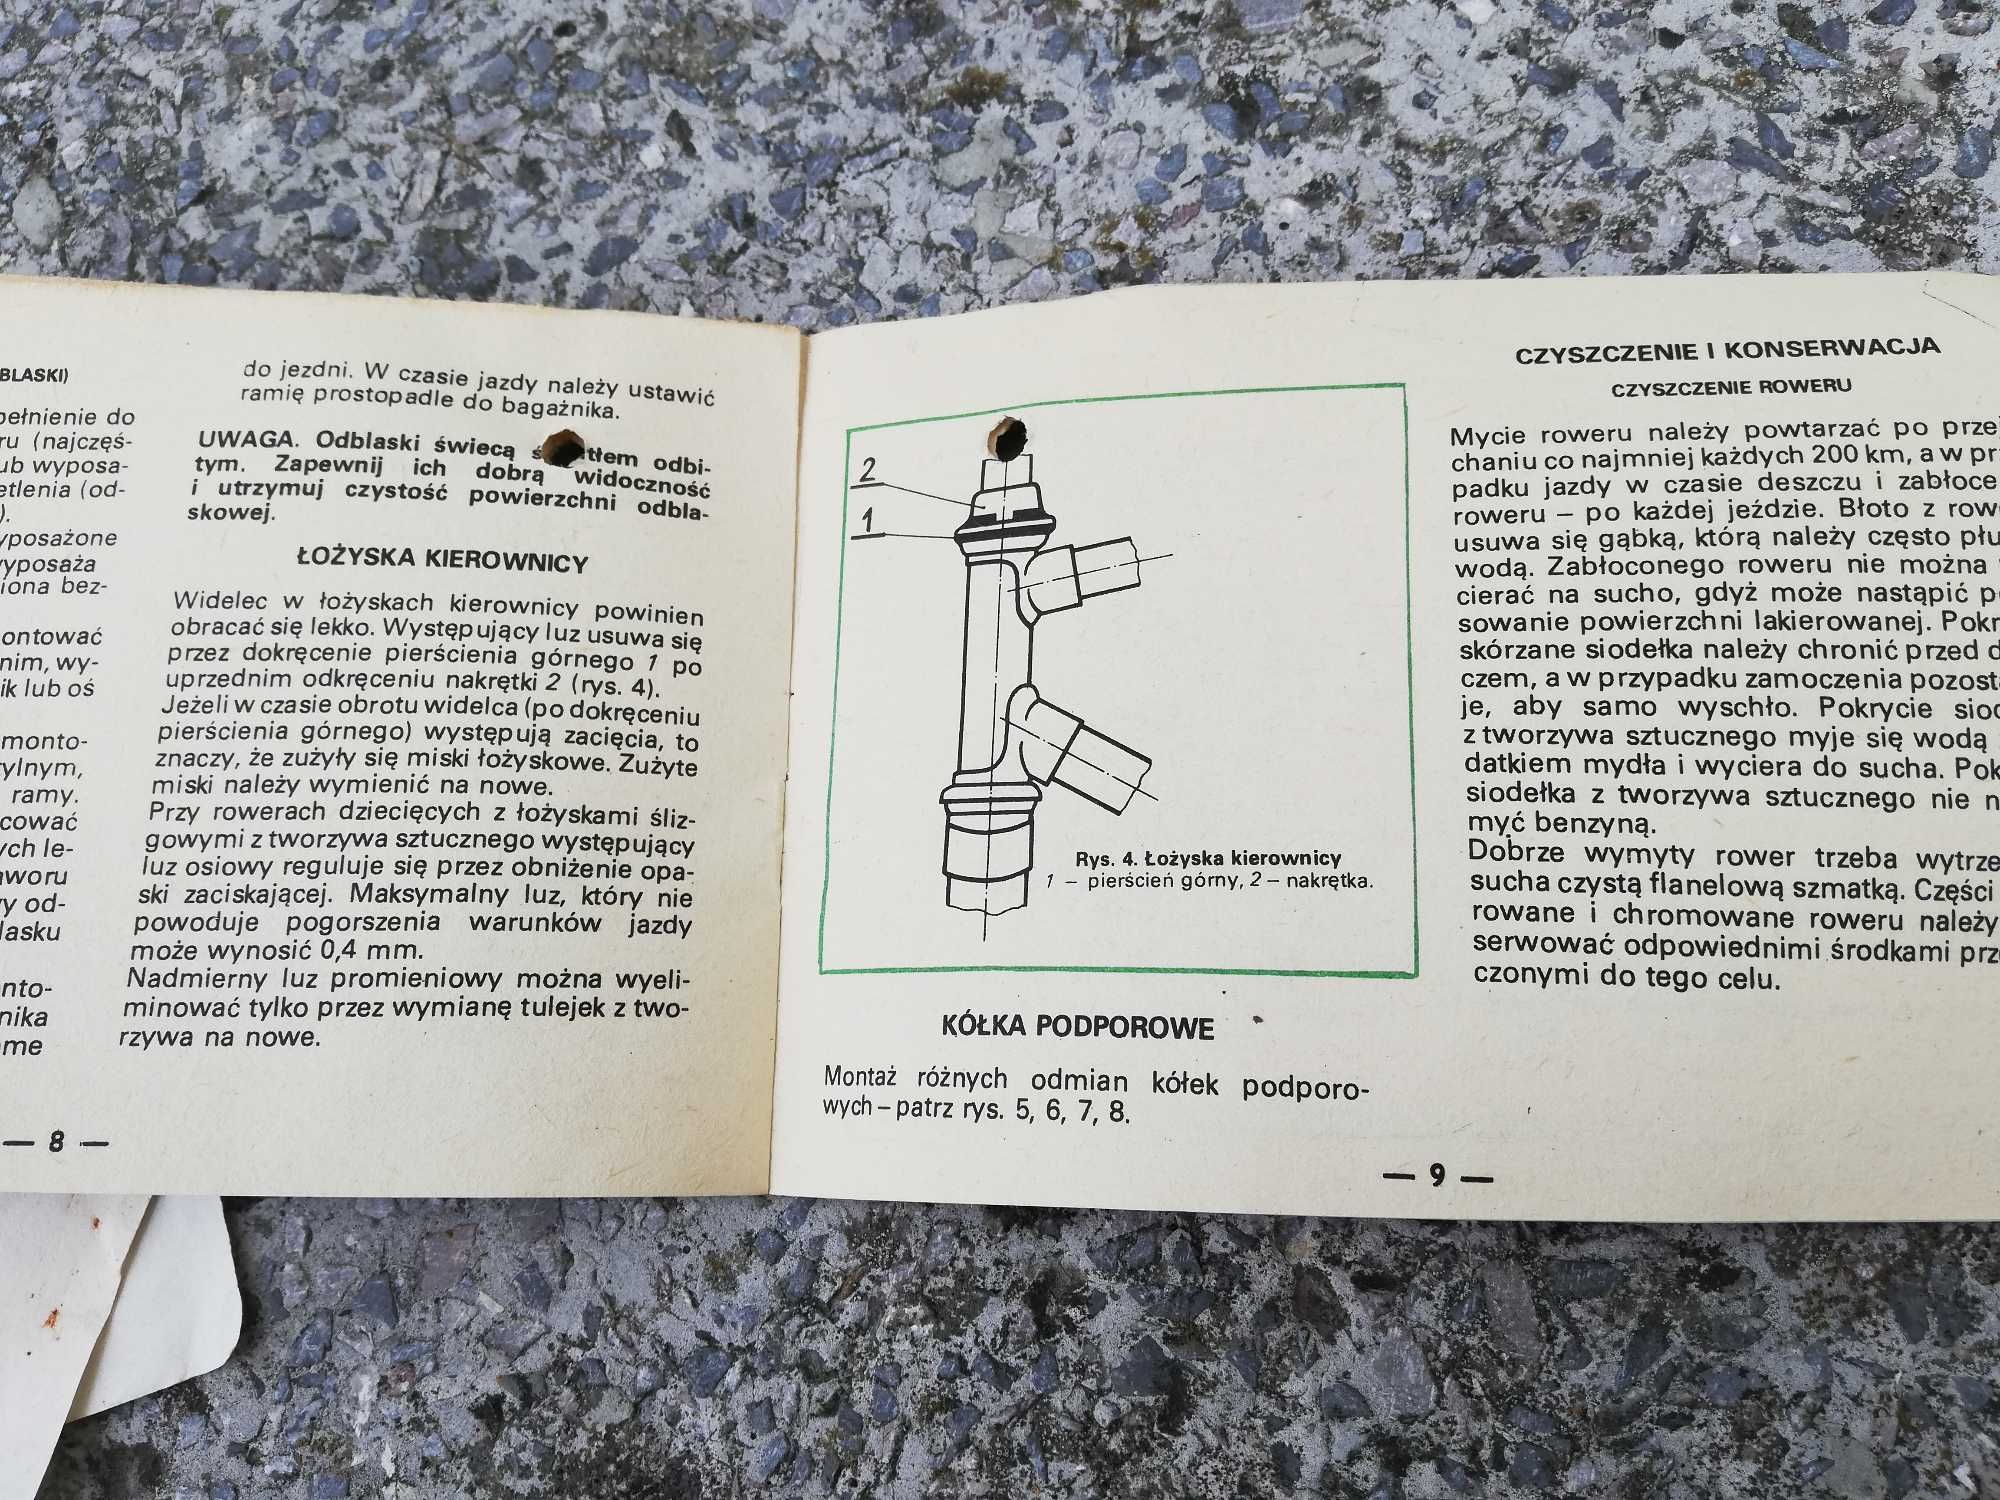 BLASKI)
pełnienie do
ru (najczęś-
ub wyposa-
etlenia (od-
).
yposażone
yposaża
iona bez-
ontować
nim, wy-
ik lub oś
monto-
ylnym,
ramy.
cować
ych le-
woru
y od-
lasku
nto-
nika
me
do jezdni. W czasie jazdy należy ustawić
ramię prostopadle do bagażnika.
UWAGA. Odblaski świecą odbi-
tym. Zapewnij ich dobrą widoczność
i utrzymuj czystość powierzchni odbla-
skowej.
ŁOŻYSKA KIEROWNICY
Widelec w łożyskach kierownicy powinien
obracać się lekko. Występujący luz usuwa się
przez dokręcenie pierścienia górnego 1 po
uprzednim odkręceniu nakrętki 2 (rys. 4).
Jeżeli w czasie obrotu widelca (po dokręceniu
pierścienia górnego) występują zacięcia, to
znaczy, że zużyły się miski łożyskowe. Zużyte
miski należy wymienić na nowe.
Przy rowerach dziecięcych z łożyskami śliz-
gowymi z tworzywa sztucznego występujący
luz osiowy reguluje się przez obniżenie opa-
ski zaciskającej. Maksymalny luz, który nie
powoduje pogorszenia warunków jazdy
może wynosić 0,4 mm.
Nadmierny luz promieniowy można wyeli-
minować tylko przez wymianę tulejek z two-
rzywa na nowe.
— 8 —
2
1
Rys. 4. Łożyska kierownicy
1 – pierścień górny, 2 – nakrętka.
KÓŁKA PODPOROWE
Montaż różnych odmian kółek podporo-
wych – patrz rys. 5, 6, 7, 8.
CZYSZCZENIE I KONSERWACJA
CZYSZCZENIE ROWERU
Mycie roweru należy powtarzać po prze
chaniu co najmniej każdych 200 km, a w pr
padku jazdy w czasie deszczu i zabłoce
roweru – po każdej jeździe. Błoto z row
usuwa się gąbką, którą należy często płu
wodą. Zabłoconego roweru nie można
cierać na sucho, gdyż może nastąpić p
sowanie powierzchni lakierowanej. Pokr
skórzane siodełka należy chronić przed d
czem, a w przypadku zamoczenia pozost
je, aby samo wyschło. Pokrycie siod
z tworzywa sztucznego myje się wodą
datkiem mydła i wyciera do sucha. Pok
siodełka z tworzywa sztucznego nie n
myć benzyną.
Dobrze wymyty rower trzeba wytrze
sucha czystą flanelową szmatką. Części
rowane i chromowane roweru należy
serwować odpowiednimi środkami prz
czonymi do tego celu.
— 9 —